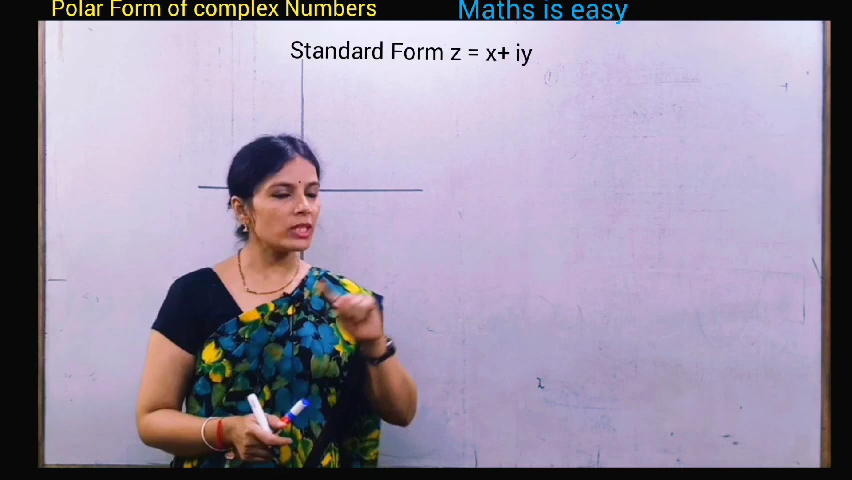 Polar Form of complex Numbers
Maths is easy
Standard Form z = x+ iy